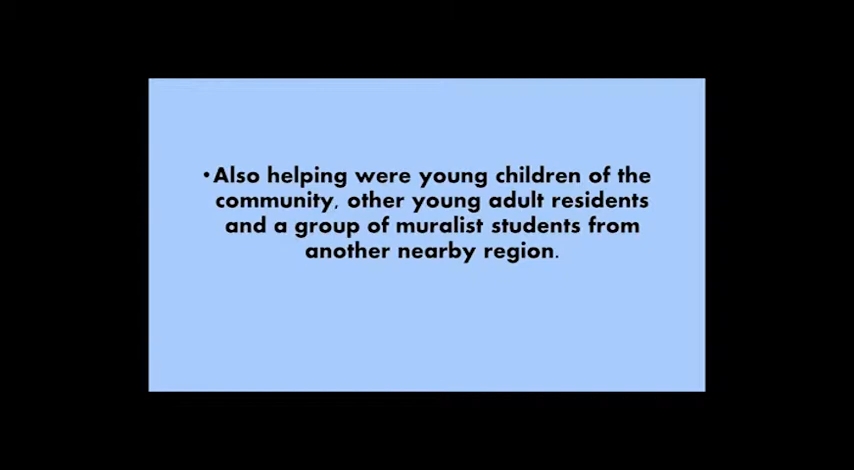 •Also helping were young children of the
community, other young adult residents
and a group of muralist students from
another nearby region.